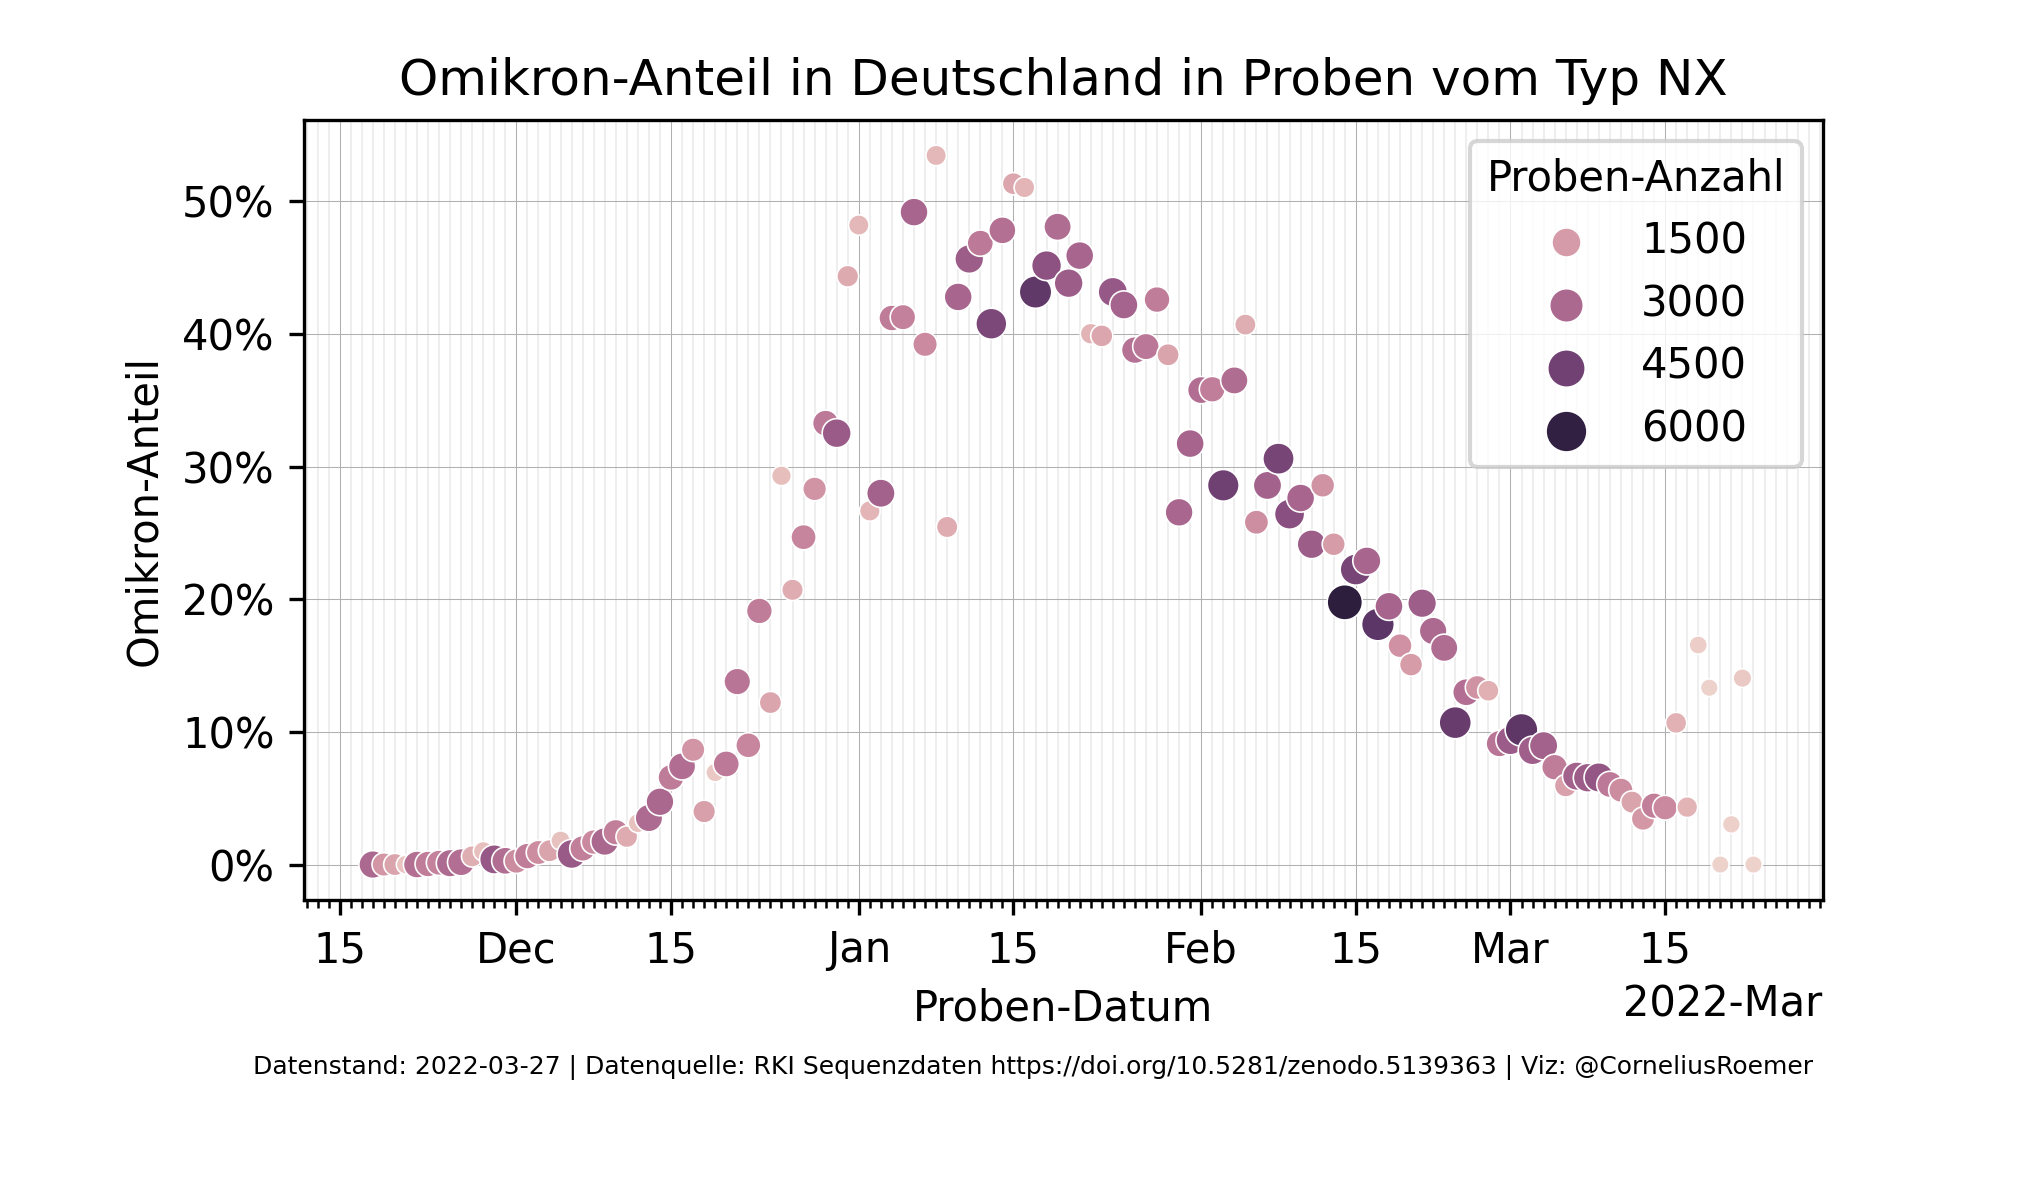 Omikron-Anteil in Deutschland in Proben vom Typ NX
Proben-Anzahl
1500
3000
4500
6000
Omikron-Anteil
50%
40%
30%
20%
10%
0%
15 Dec 15 Jan 15 Feb 15 Mar 15
2022-Mar
Proben-Datum
Datenstand: 2022-03-27 | Datenquelle: RKI Sequenzdaten https://doi.org/10.5281/zenodo.5139363 | Viz: @CorneliusRoemer